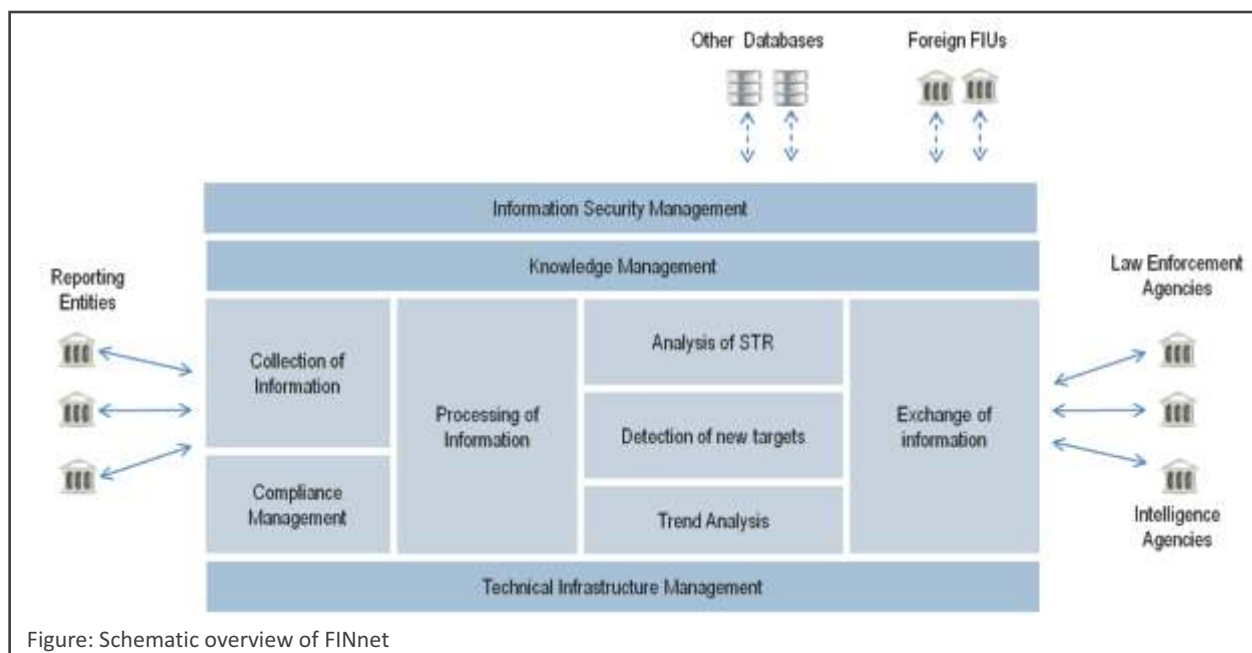 Other Databases
Foreign FIUs
Information Security Management
Knowledge Management
Reporting
Entities
Law Enforcement
Agencies
Collection of
Information
Compliance
Management
Processing of
Information
Analysis of STR
Detection of new targets
Trend Analysis
Exchange of
information
Intelligence
Agencies
Technical Infrastructure Management
Figure: Schematic overview of FINnet